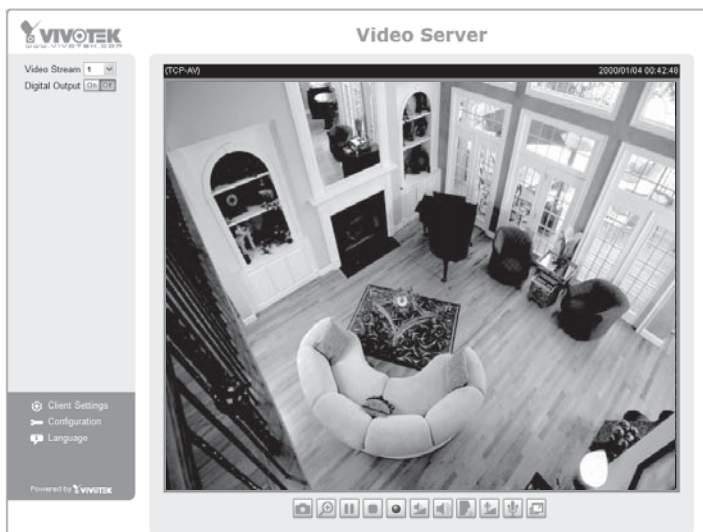 VIVOTEK
www.vivotek.com
Video Server
Video Stream 1
Digital Output On Off
(TCP-AV) 2000/01/04 00:42:48
Client Settings
Configuration
Language
Powered by VIVOTEK